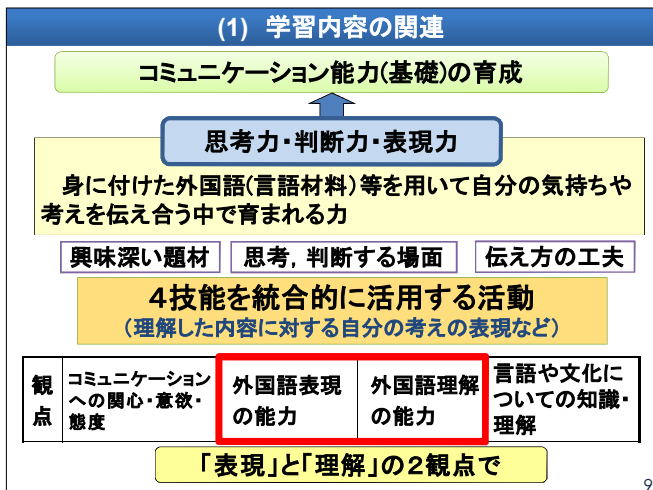 (1) 学習内容の関連
コミュニケーション能力(基礎)の育成
思考力・判断力・表現力
身に付けた外国語(言語材料)等を用いて自分の気持ちや
考えを伝え合う中で育まれる力
興味深い題材
思考，判断する場面
伝え方の工夫
４技能を統合的に活用する活動
（理解した内容に対する自分の考えの表現など）
観
点
コミュニケーション
への関心・意欲・
態度
外国語表現
の能力
外国語理解
の能力
言語や文化に
ついての知識・
理解
「表現」と「理解」の２観点で
9